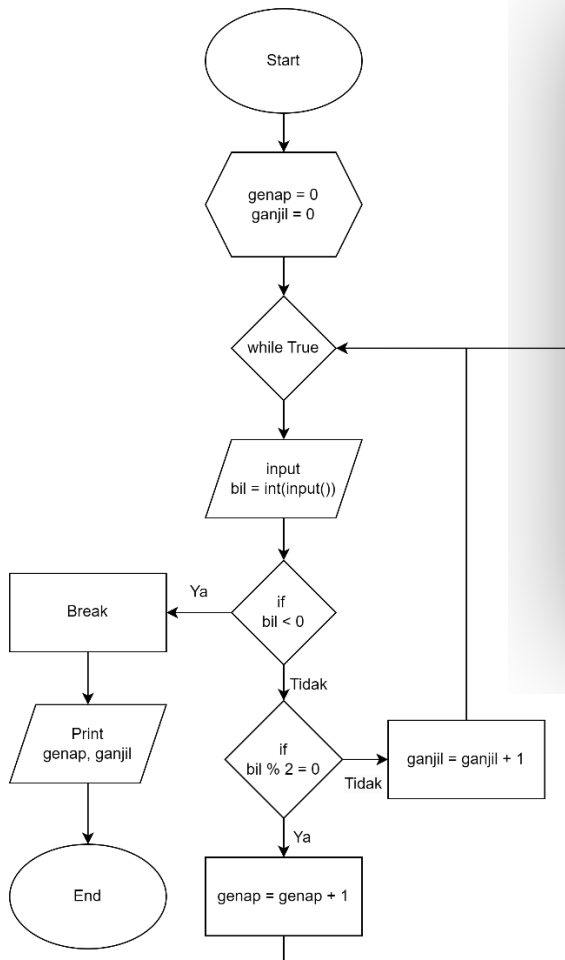 Start
genap = 0
ganjil = 0
while True
input
bil = int(input())
if
bil < 0
Ya
Break
Print
genap, ganjil
End
Tidak
if
bil % 2 = 0
Tidak
ganjil = ganjil + 1
Ya
genap = genap + 1